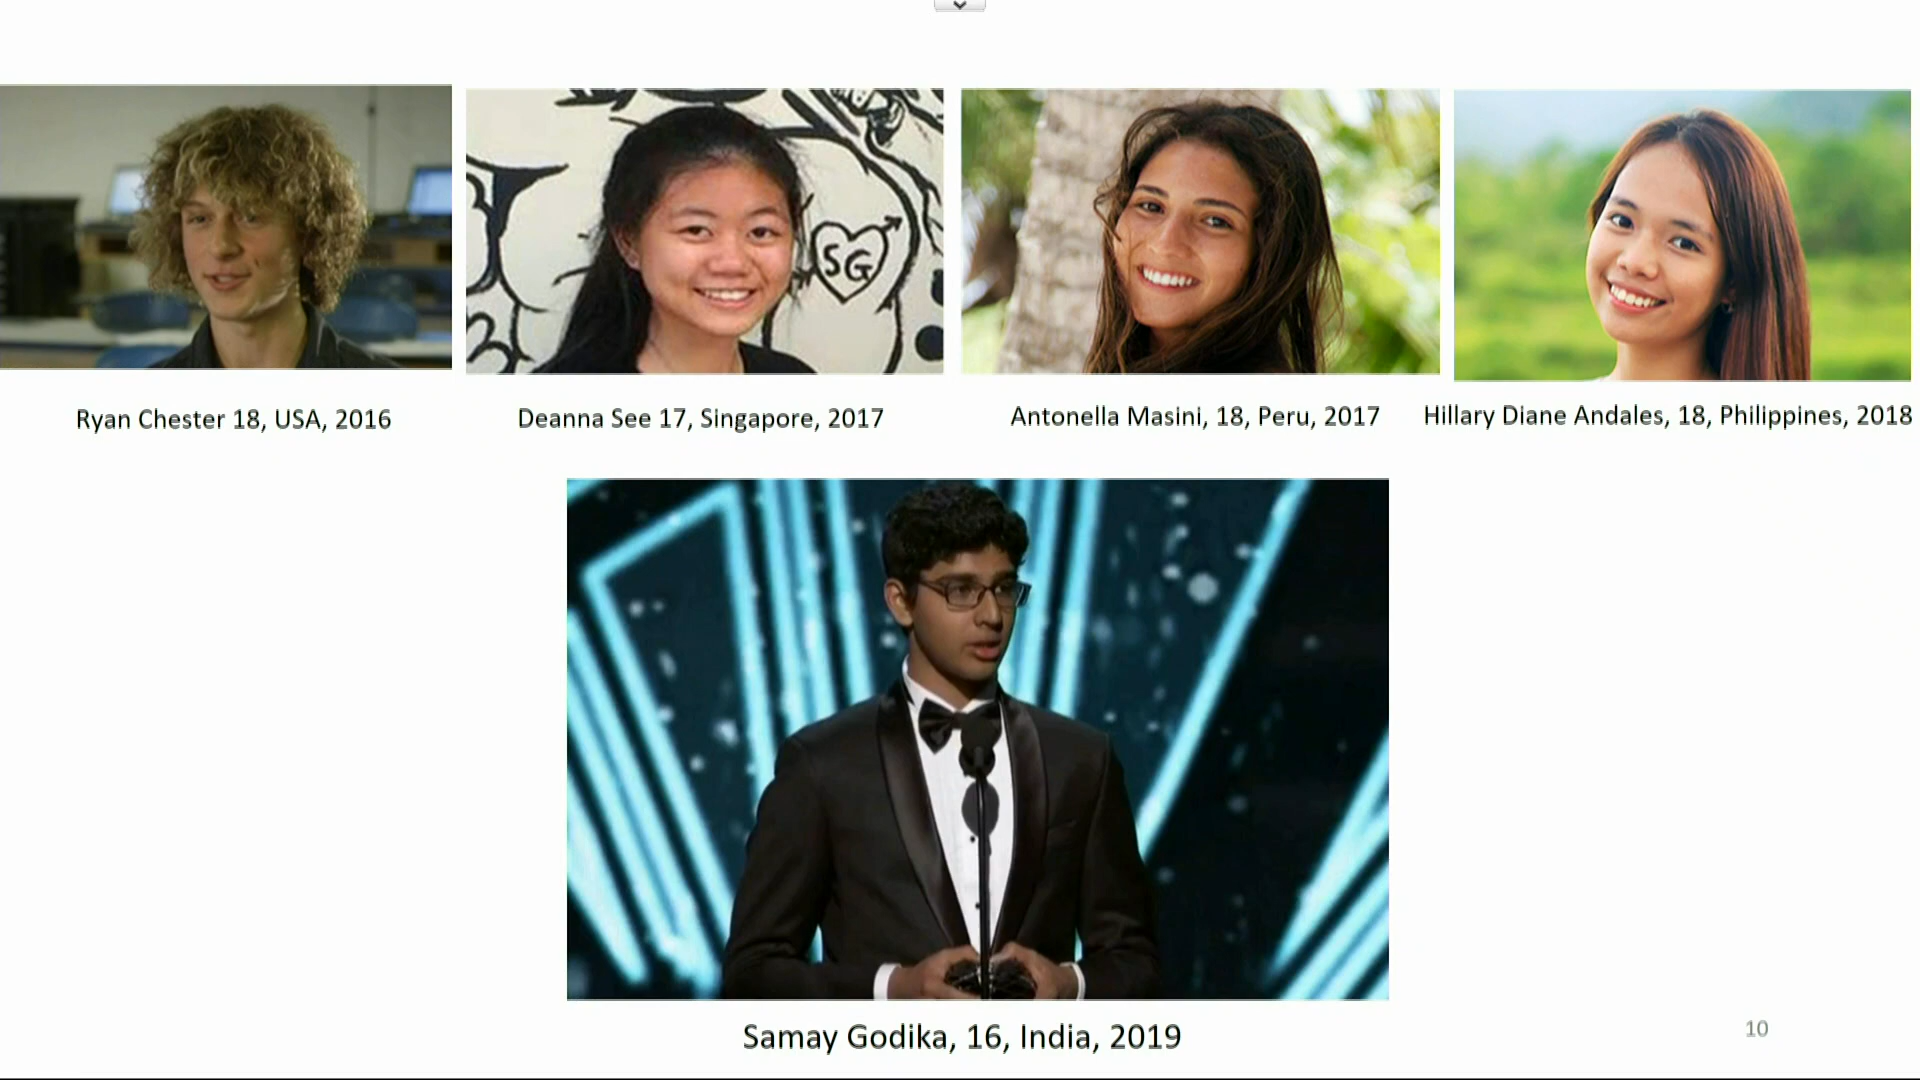 SG
Ryan Chester 18, USA, 2016
Deanna See 17, Singapore, 2017
Antonella Masini, 18, Peru, 2017
Hillary Diane Andales, 18, Philippines, 2018
Samay Godika, 16, India, 2019
10